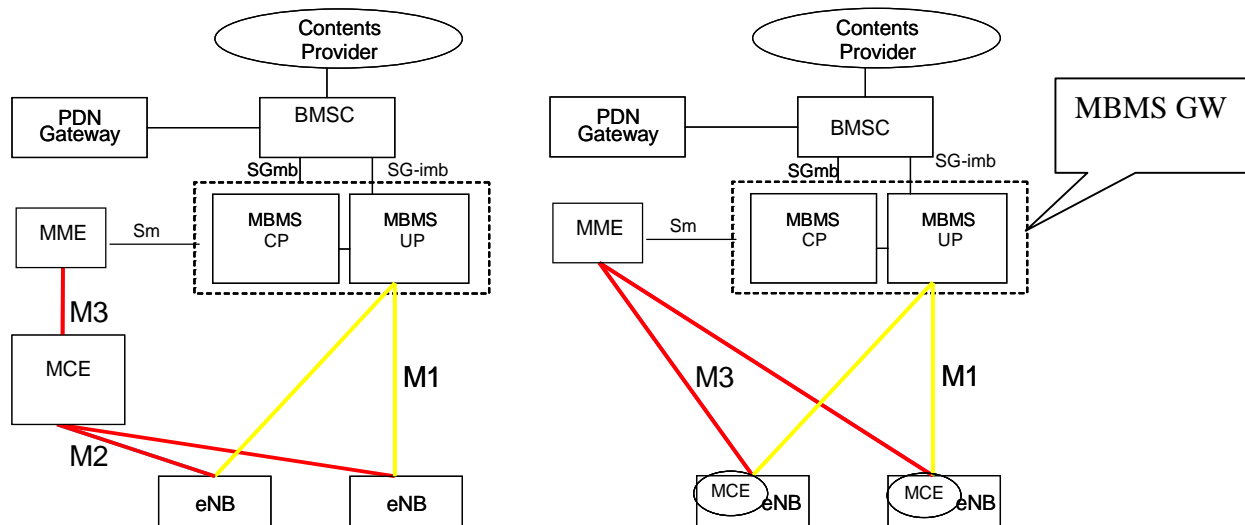 Contents
Provider
PDN
Gateway
BMSC
SGmb
SG-imb
MBMS
CP
MBMS
UP
MME
Sm
M3
MCE
M1
M2
eNB
eNB
Contents
Provider
PDN
Gateway
BMSC
MBMS GW
SGmb
SG-imb
MBMS
CP
MBMS
UP
MME
Sm
M3
M1
MCE
eNB
MCE
eNB